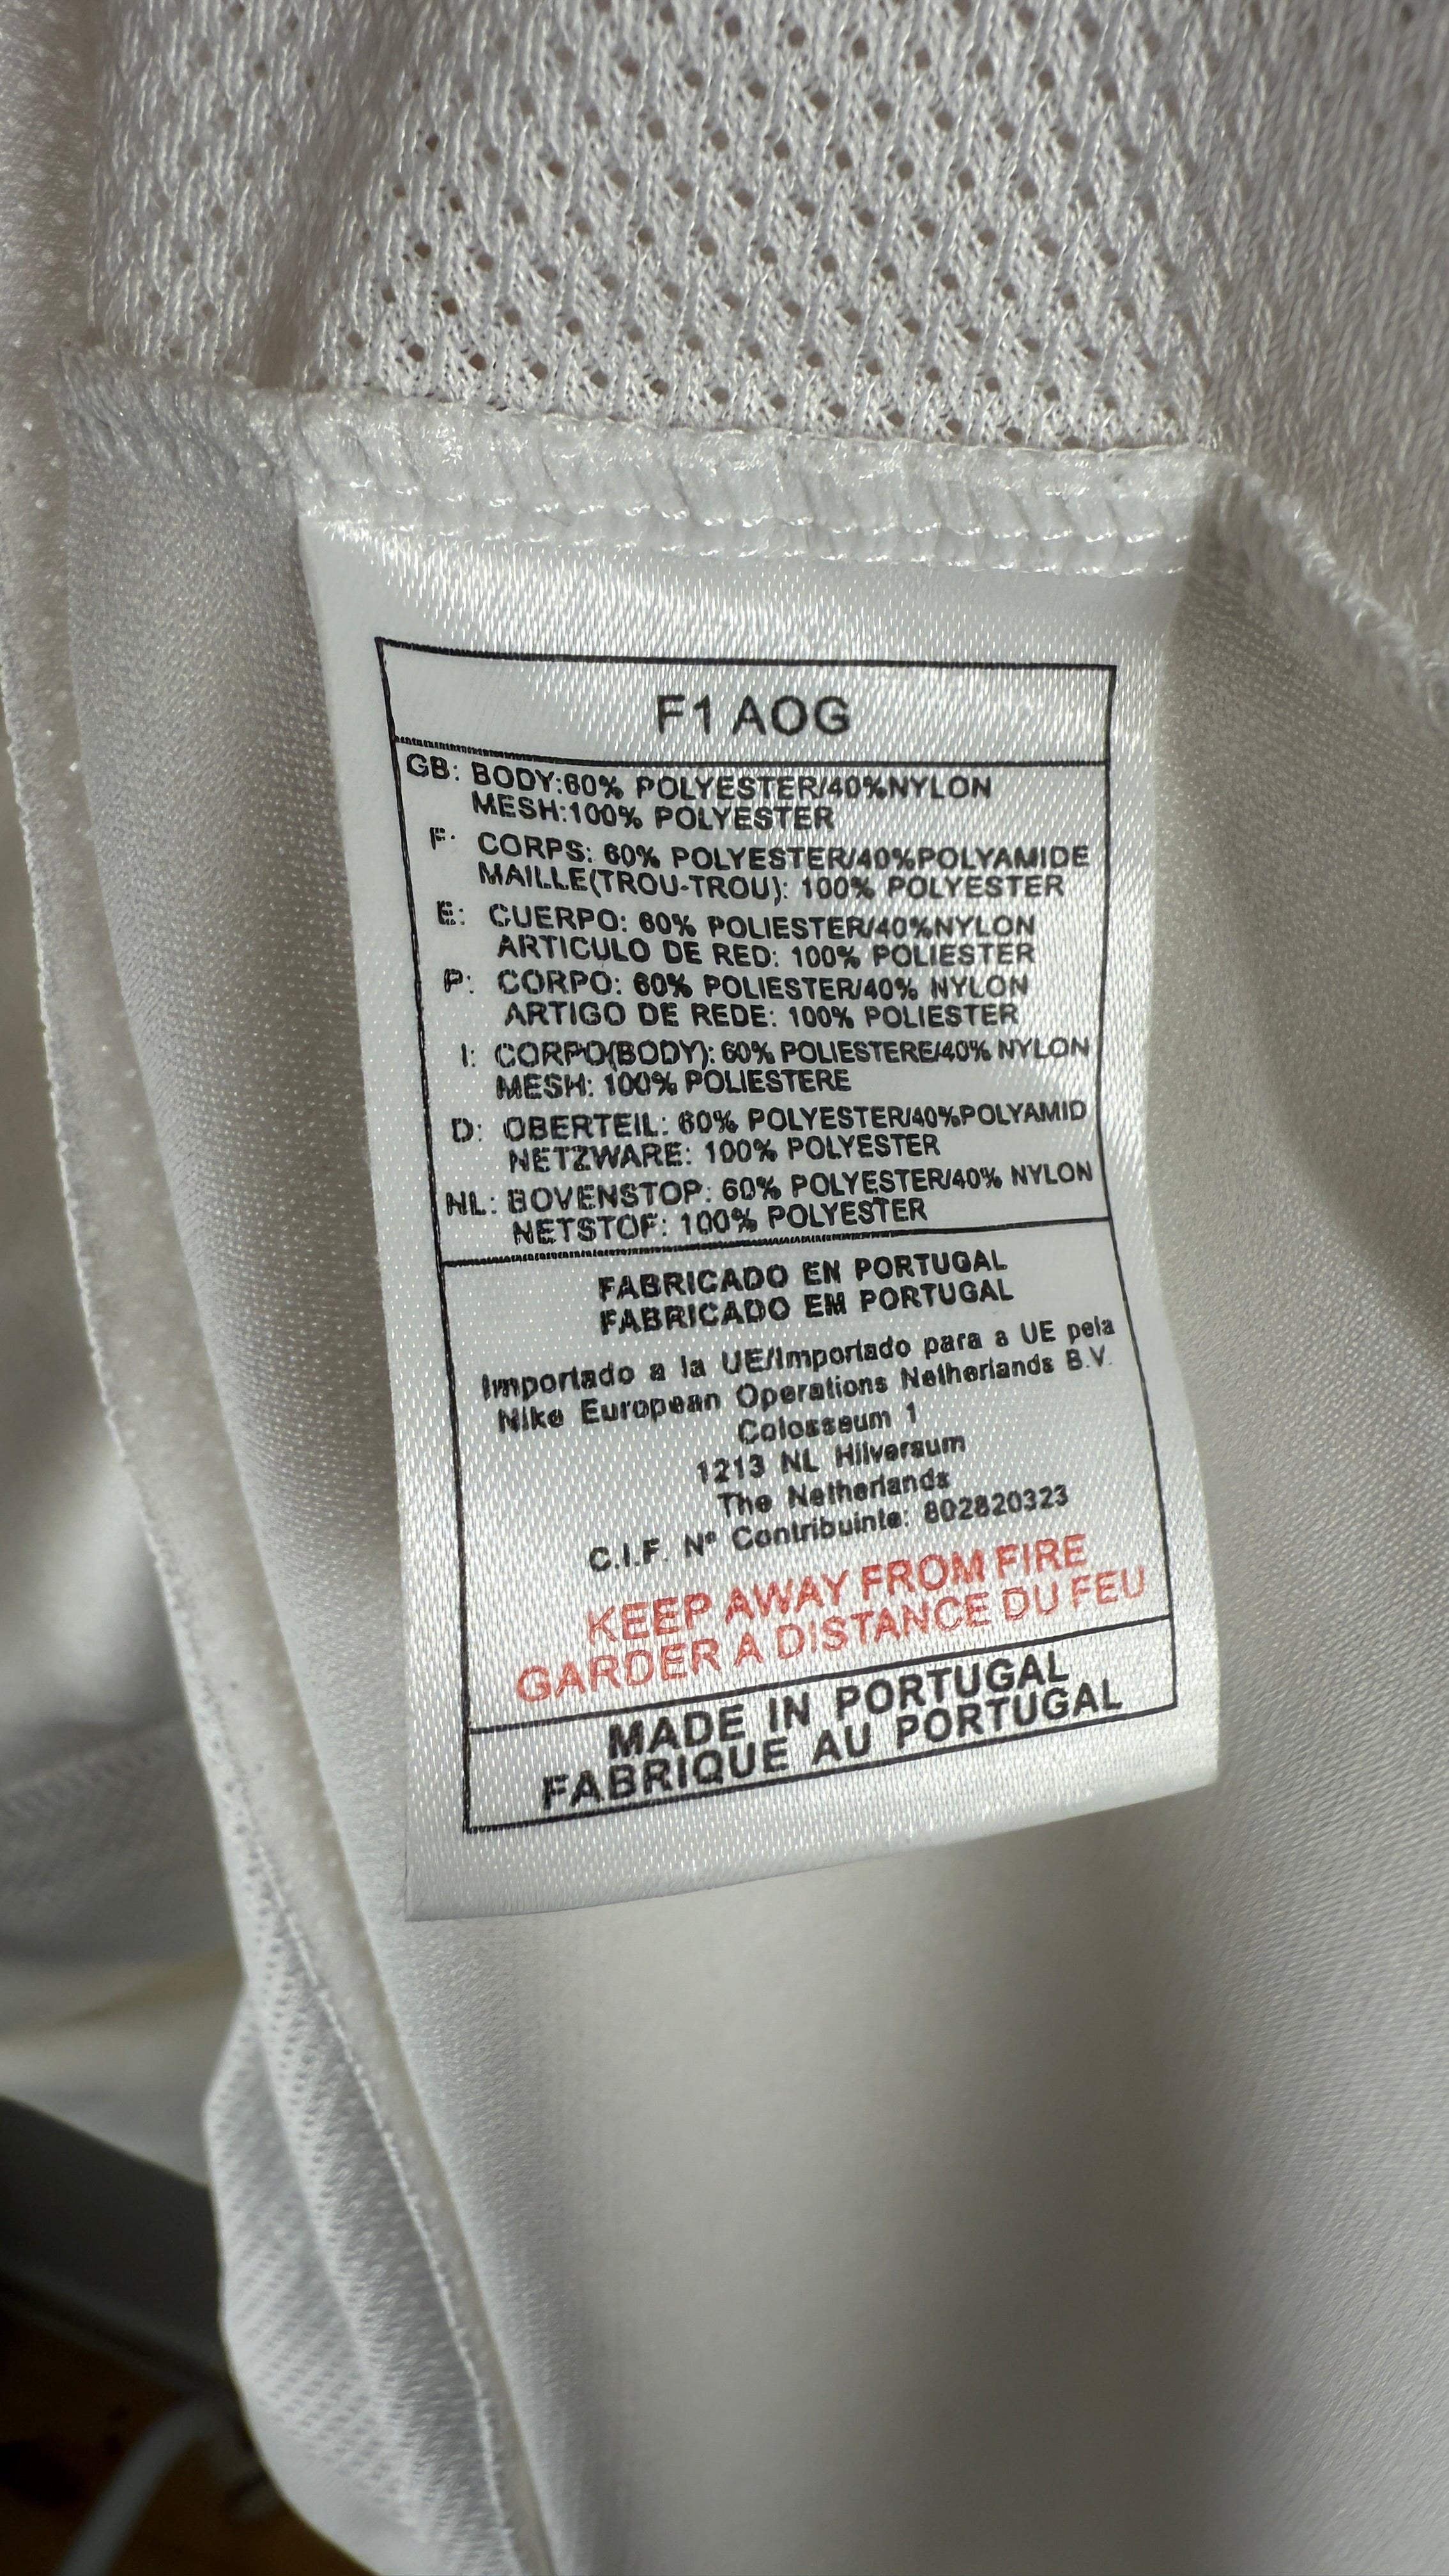 F1 AOG
GB: BODY:60% POLYESTER/40%NYLON
MESH:100% POLYESTER
F: CORPS: 60% POLYESTER/40%POLYAMIDE
MAILLE(TROU-TROU): 100% POLYESTER
E: CUERPO: 60% POLIESTER/40%NYLON
ARTICULO DE RED: 100% POLIESTER
P: CORPO: 60% POLIESTER/40% NYLON
ARTIGO DE REDE: 100% POLIESTER
I: CORPO(BODY): 60% POLIESTERE/40% NYLON
MESH: 100% POLIESTERE
D: OBERTEIL: 60% POLYESTER/40%POLYAMID
NETZWARE: 100% POLYESTER
NL: BOVENSTOP: 60% POLYESTER/40% NYLON
NETSTOF: 100% POLYESTER
FABRICADO EN PORTUGAL
FABRICADO EM PORTUGAL
Importado a la UE/Importado para a UE pela
Nike European Operations Netherlands B.V.
Colosseum 1
1213 NL Hilversum
The Netherlands
C.I.F. Nº Contribuinte: 802820323
KEEP AWAY FROM FIRE
GARDER A DISTANCE DU FEU
MADE IN PORTUGAL
FABRIQUE AU PORTUGAL